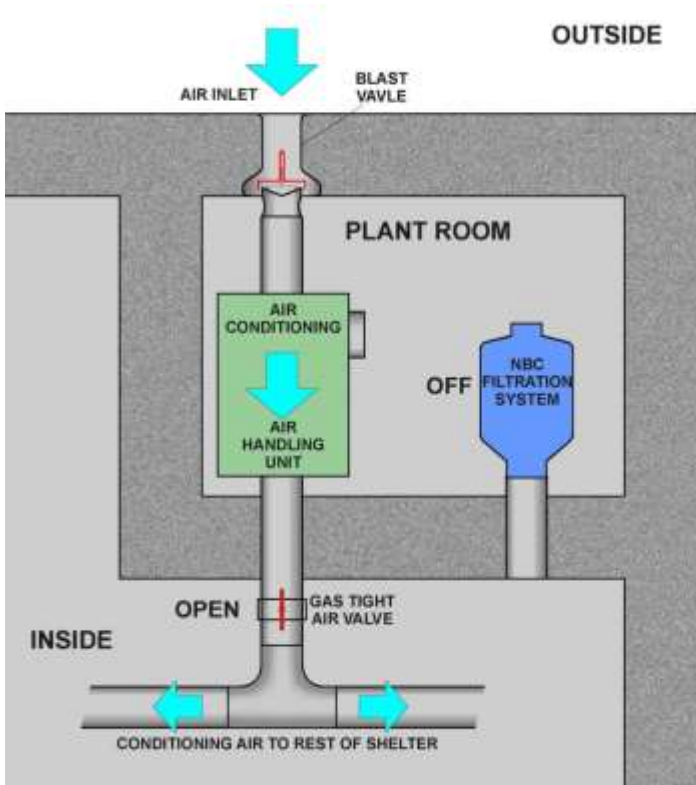 OUTSIDE
AIR INLET
BLAST
VAVLE
PLANT ROOM
AIR
CONDITIONING
AIR
HANDLING
UNIT
OFF
NBC
FILTRATION
SYSTEM
OPEN
GAS TIGHT
AIR VALVE
INSIDE
CONDITIONING AIR TO REST OF SHELTER